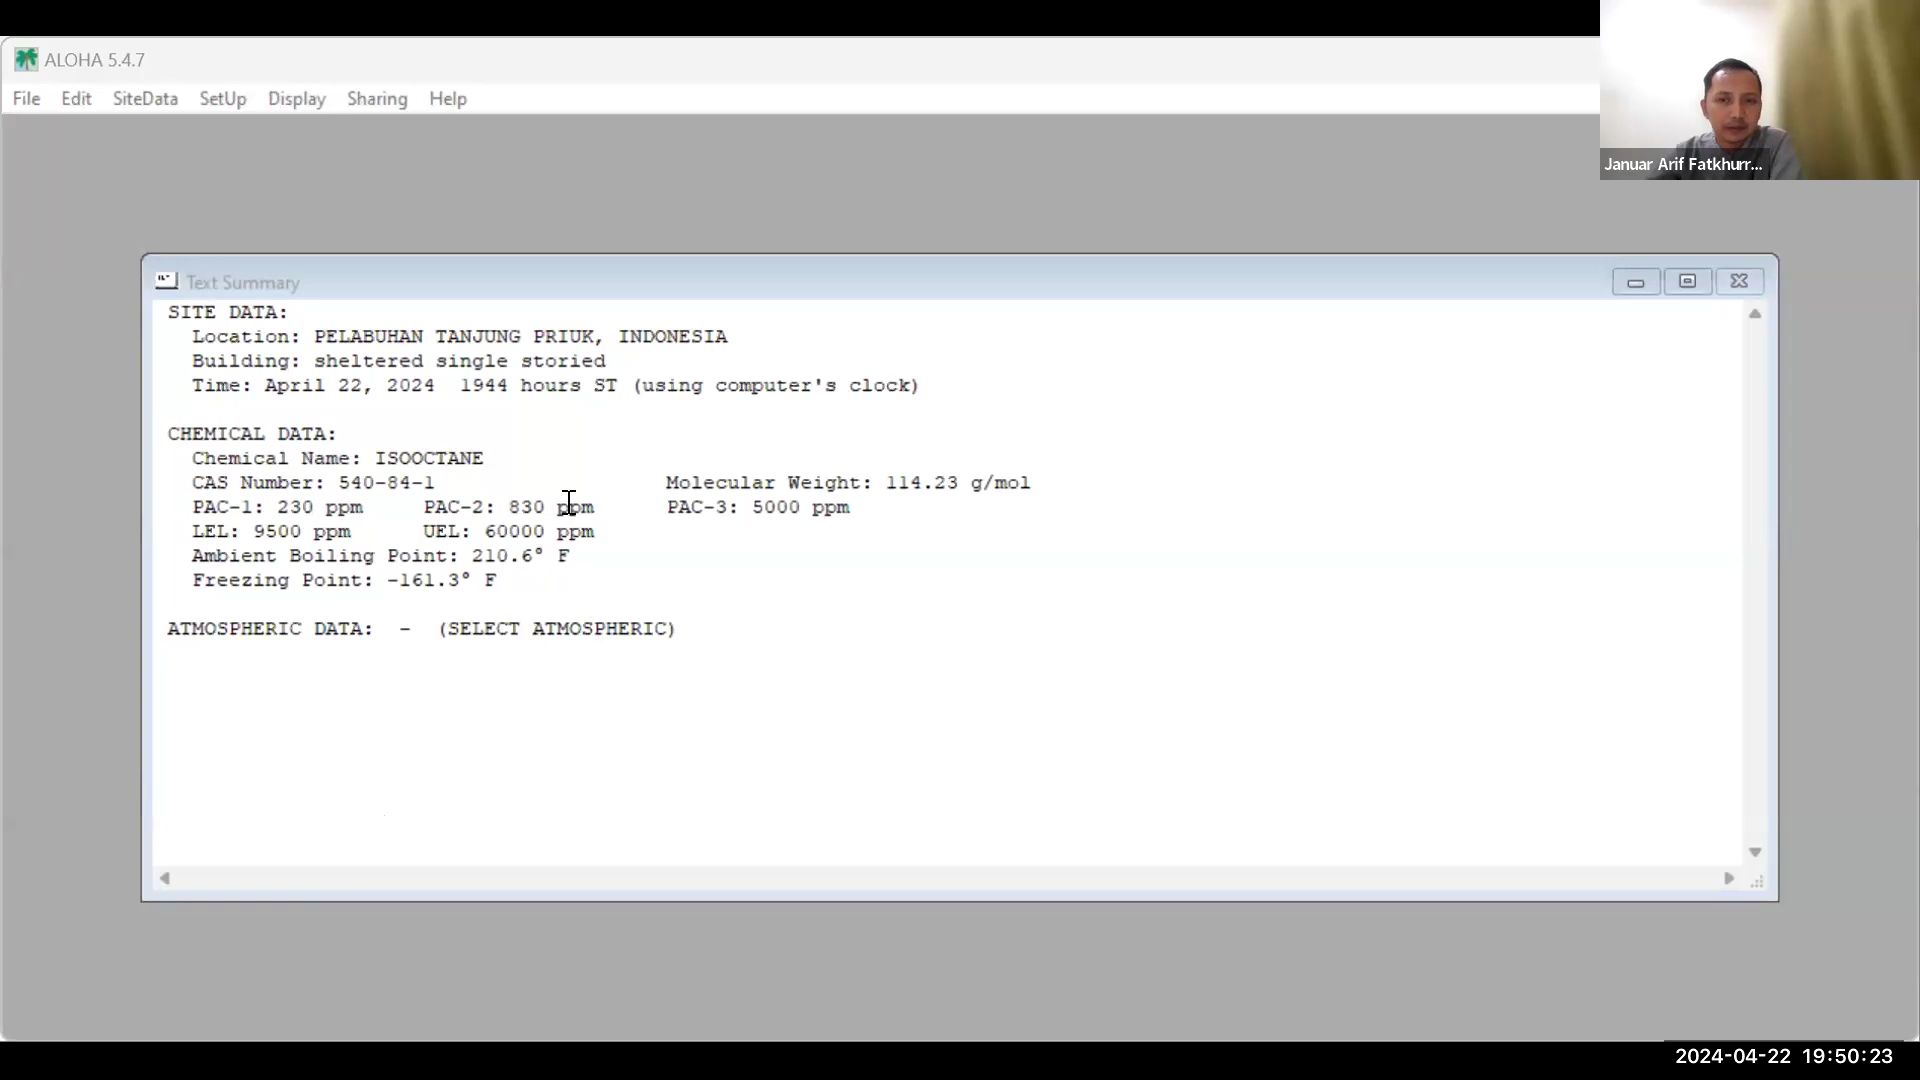 ALOHA 5.4.7
File Edit SiteData SetUp Display Sharing Help
Januar Arif Fatkhurr...
Text Summary
SITE DATA:
Location: PELABUHAN TANJUNG PRIUK, INDONESIA
Building: sheltered single storied
Time: April 22, 2024 1944 hours ST (using computer's clock)
CHEMICAL DATA:
Chemical Name: ISOOCTANE
CAS Number: 540-84-1 Molecular Weight: 114.23 g/mol
PAC-1: 230 ppm PAC-2: 830 ppm PAC-3: 5000 ppm
LEL: 9500 ppm UEL: 60000 ppm
Ambient Boiling Point: 210.6° F
Freezing Point: -161.3° F
ATMOSPHERIC DATA: - (SELECT ATMOSPHERIC)
2024-04-22 19:50:23